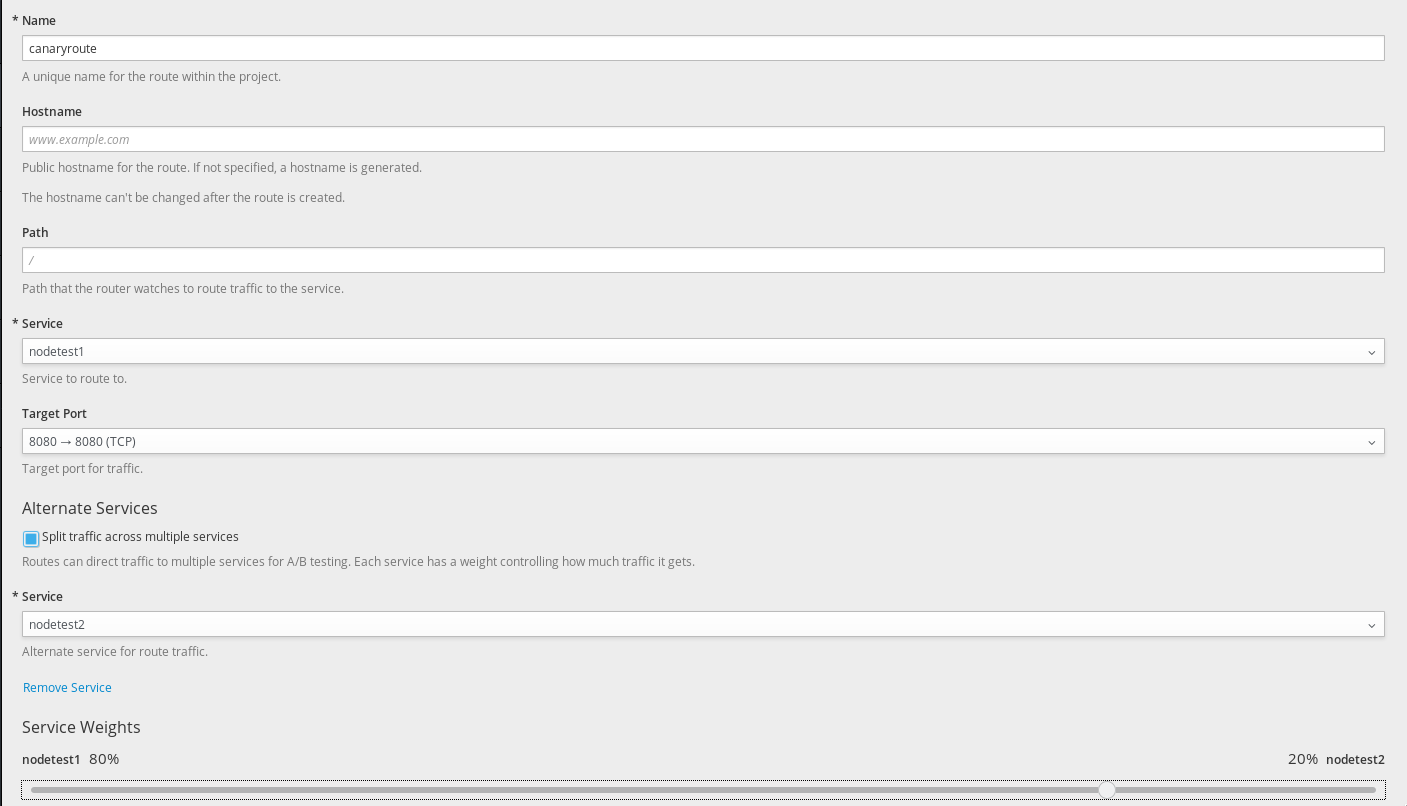 * Name
canaryroute
A unique name for the route within the project.
Hostname
www.example.com
Public hostname for the route. If not specified, a hostname is generated.
The hostname can't be changed after the route is created.
Path
/
Path that the router watches to route traffic to the service.
* Service
nodetest1
Service to route to.
Target Port
8080 → 8080 (TCP)
Target port for traffic.
Alternate Services
Split traffic across multiple services
Routes can direct traffic to multiple services for A/B testing. Each service has a weight controlling how much traffic it gets.
* Service
nodetest2
Alternate service for route traffic.
Remove Service
Service Weights
nodetest1 80% 20% nodetest2